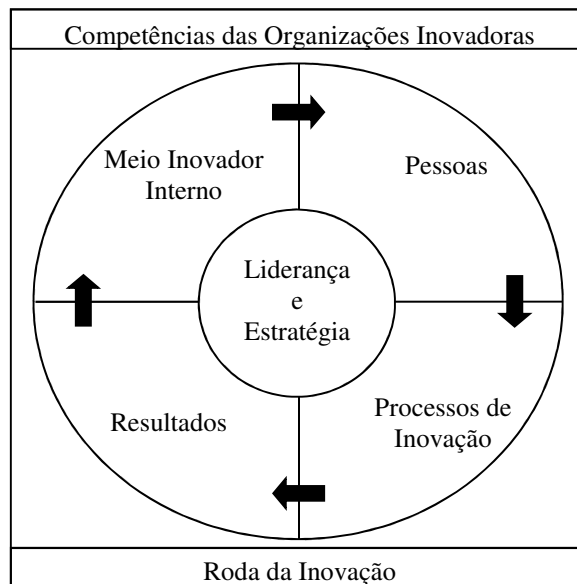 Competências das Organizações Inovadoras
Meio Inovador
Interno
Pessoas
Liderança
e
Estratégia
Resultados
Processos de
Inovação
Roda da Inovação